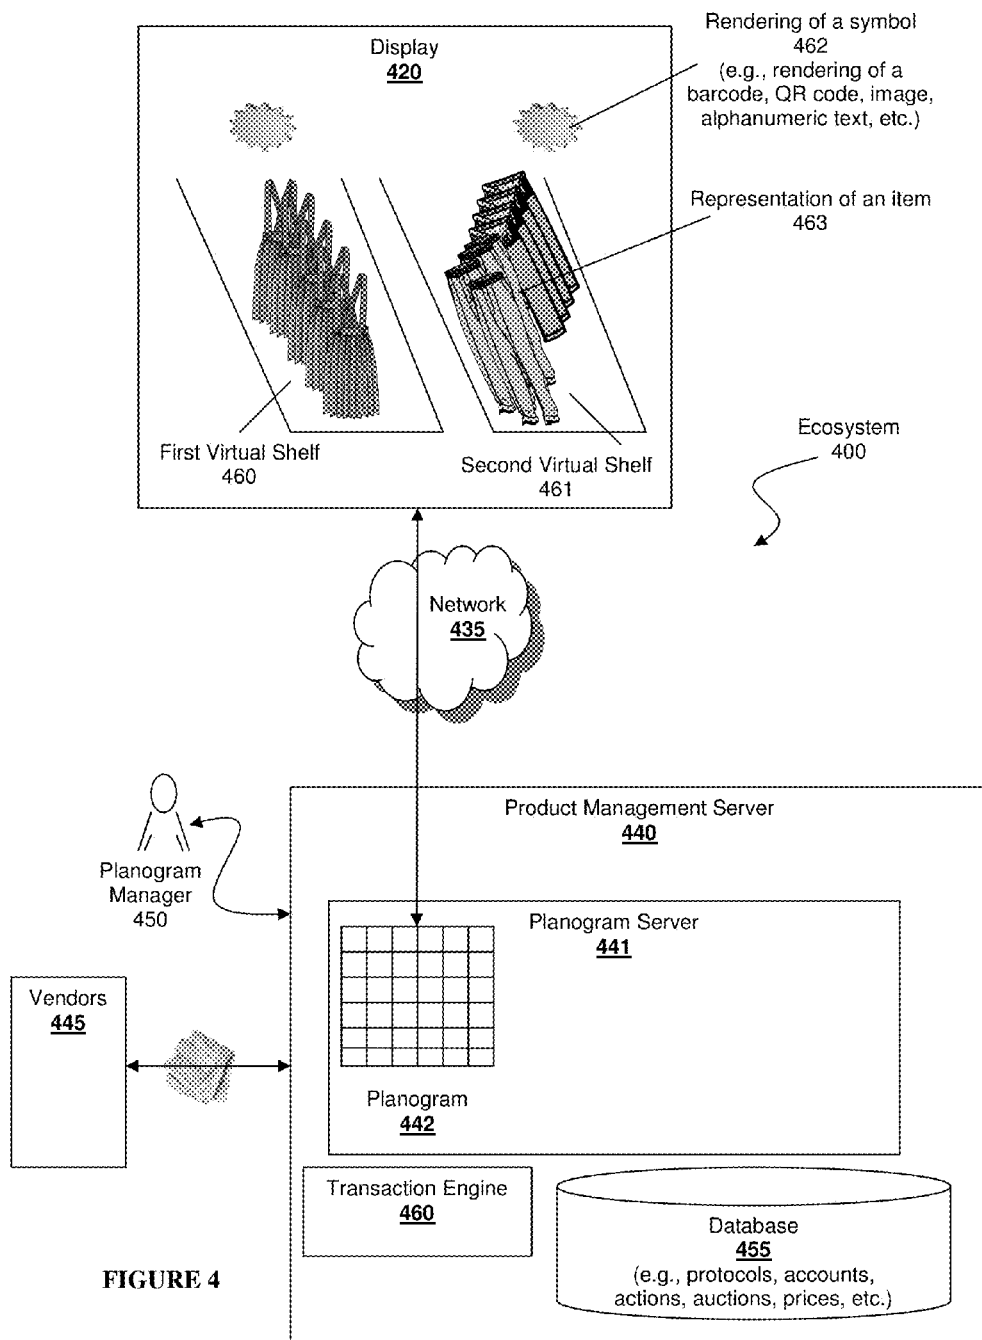 Display
420
Rendering of a symbol
462
(e.g., rendering of a
barcode, QR code, image,
alphanumeric text, etc.)
Representation of an item
463
First Virtual Shelf
460
Second Virtual Shelf
461
Ecosystem
400
Network
435
Planogram
Manager
450
Product Management Server
440
Planogram Server
441
Vendors
445
Planogram
442
Transaction Engine
460
Database
455
(e.g., protocols, accounts,
actions, auctions, prices, etc.)
FIGURE 4